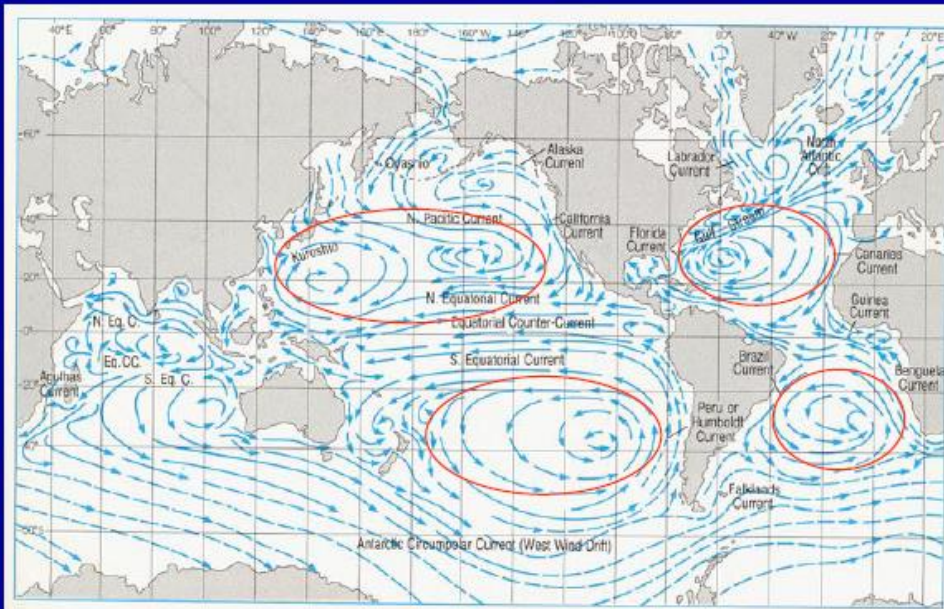 40° E 60° 80° 100° 120° 140° 160° 180° 160° W 140° 120° 100° 80° 60° 40° W 20° 0° 20° E
60°
Oyashio
Alaska
Current
Labrador
Current
North
Atlantic
40°
N. Pacific Current
California
Current
Florida
Current
Gulf Stream
Kuroshio
Canaries
Current
20°
N. Equatorial Current
Guinea
Current
N. Eq. C.
Equatorial Counter-Current
0°
Eq. CC.
S. Equatorial Current
Brazil
Current
Benguela
Current
Agulhas
Current
S. Eq. C.
20°
Peru or
Humboldt
Current
40°
Falklands
Current
Antarctic Circumpolar Current (West Wind Drift)